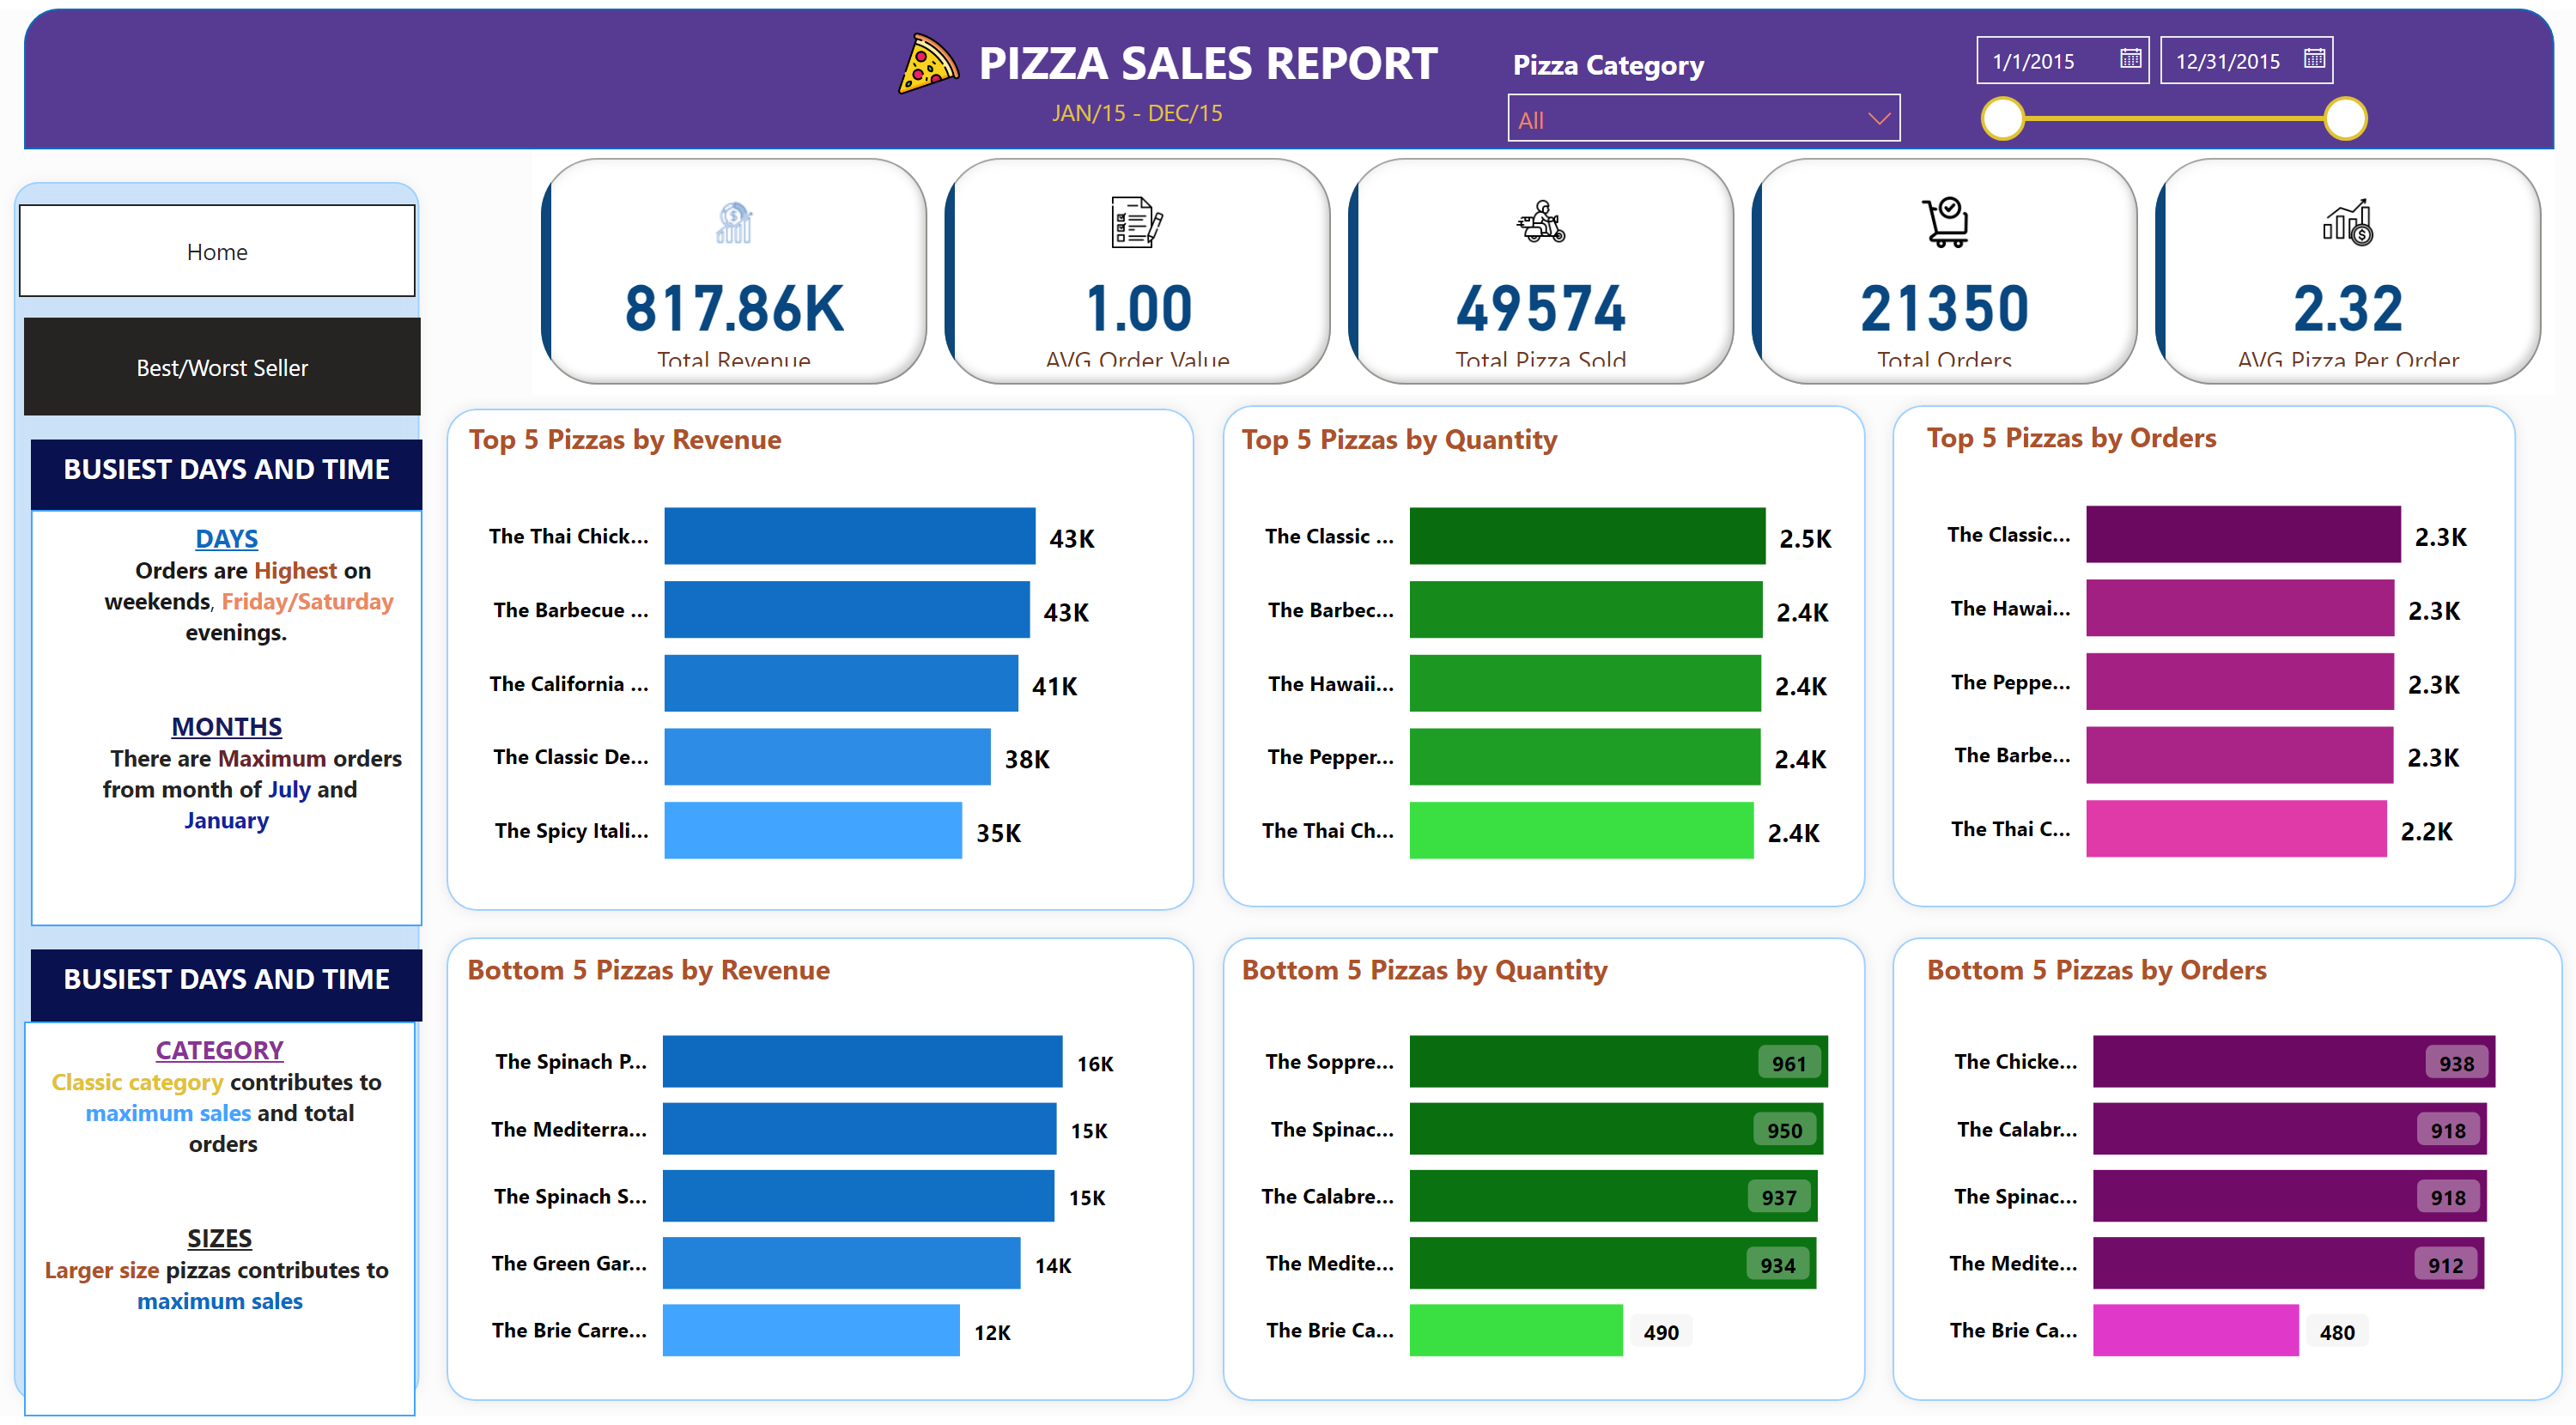 PIZZA SALES REPORT
JAN/15 - DEC/15
Pizza Category
All
1/1/2015
12/31/2015
Home
Best/Worst Seller
BUSIEST DAYS AND TIME
DAYS
Orders are Highest on
weekends, Friday/Saturday
evenings.
MONTHS
There are Maximum orders
from month of July and
January
BUSIEST DAYS AND TIME
CATEGORY
Classic category contributes to
maximum sales and total
orders
SIZES
Larger size pizzas contributes to
maximum sales
817.86K
Total Revenue
1.00
AVG Order Value
49574
Total Pizza Sold
21350
Total Orders
2.32
AVG Pizza Per Order
Top 5 Pizzas by Revenue
The Thai Chick... 43K
The Barbecue ... 43K
The California ... 41K
The Classic De... 38K
The Spicy Itali... 35K
Top 5 Pizzas by Quantity
The Classic ... 2.5K
The Barbec... 2.4K
The Hawaii... 2.4K
The Pepper... 2.4K
The Thai Ch... 2.4K
Top 5 Pizzas by Orders
The Classic... 2.3K
The Hawai... 2.3K
The Peppe... 2.3K
The Barbe... 2.3K
The Thai C... 2.2K
Bottom 5 Pizzas by Revenue
The Spinach P... 16K
The Mediterra... 15K
The Spinach S... 15K
The Green Gar... 14K
The Brie Carre... 12K
Bottom 5 Pizzas by Quantity
The Soppre... 961
The Spinac... 950
The Calabre... 937
The Medite... 934
The Brie Ca... 490
Bottom 5 Pizzas by Orders
The Chicke... 938
The Calabr... 918
The Spinac... 918
The Medite... 912
The Brie Ca... 480